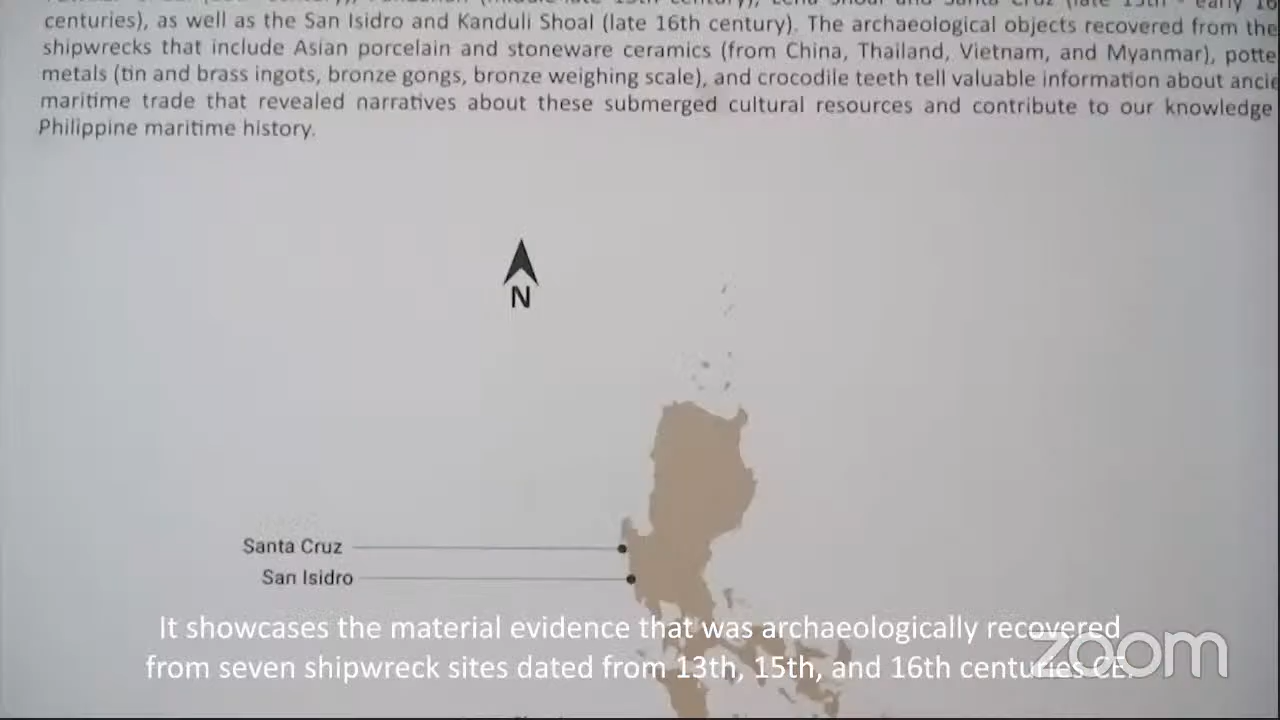 centuries), as well as the San Isidro and Kanduli Shoal (late 16th century). The archaeological objects recovered from the
shipwrecks that include Asian porcelain and stoneware ceramics (from China, Thailand, Vietnam, and Myanmar), potte
metals (tin and brass ingots, bronze gongs, bronze weighing scale), and crocodile teeth tell valuable information about ancie
maritime trade that revealed narratives about these submerged cultural resources and contribute to our knowledge
Philippine maritime history.
N
Santa Cruz
San Isidro
It showcases the material evidence that was archaeologically recovered
from seven shipwreck sites dated from 13th, 15th, and 16th centuries CE.
zoom